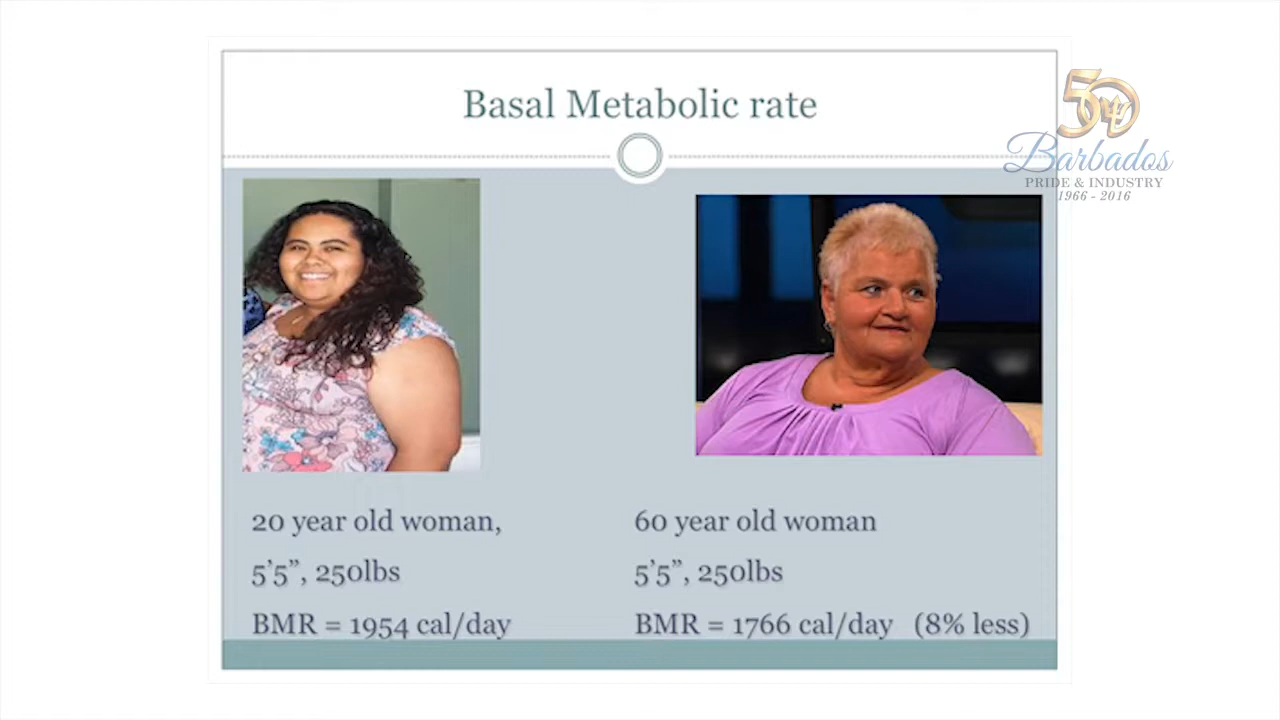 Basal Metabolic rate
50
Barbados
PRIDE & INDUSTRY
1966 - 2016
20 year old woman,
5’5”, 250lbs
BMR = 1954 cal/day
60 year old woman
5’5”, 250lbs
BMR = 1766 cal/day (8% less)